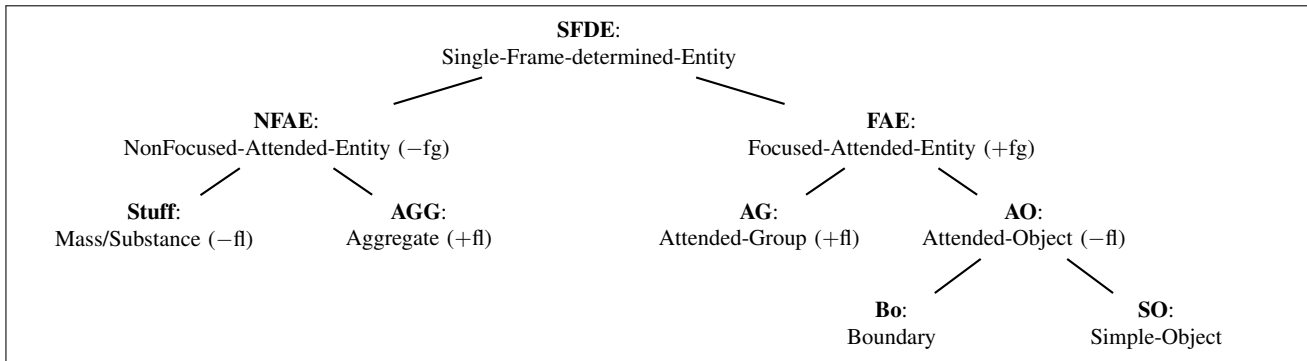 SFDE:
Single-Frame-determined-Entity
NFAE:
NonFocused-Attended-Entity (−fg)
FAE:
Focused-Attended-Entity (+fg)
Stuff:
Mass/Substance (−fl)
AGG:
Aggregate (+fl)
AG:
Attended-Group (+fl)
AO:
Attended-Object (−fl)
Bo:
Boundary
SO:
Simple-Object